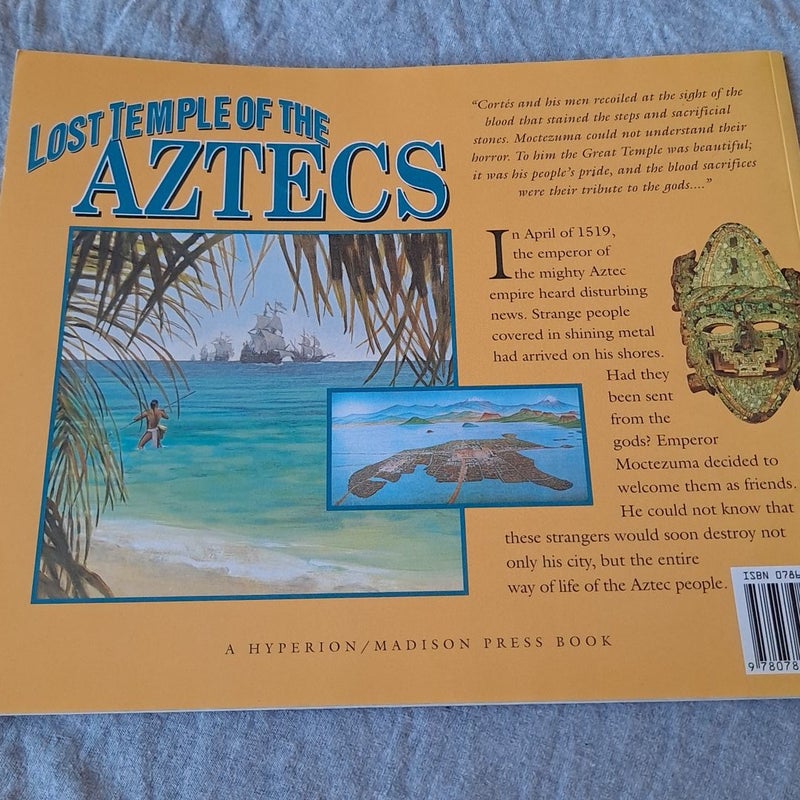 LOST TEMPLE OF THE
AZTECS
“Cortés and his men recoiled at the sight of the
blood that stained the steps and sacrificial
stones. Moctezuma could not understand their
horror. To him the Great Temple was beautiful;
it was his people’s pride, and the blood sacrifices
were their tribute to the gods....”
In April of 1519,
the emperor of
the mighty Aztec
empire heard disturbing
news. Strange people
covered in shining metal
had arrived on his shores.
Had they
been sent
from the
gods? Emperor
Moctezuma decided to
welcome them as friends.
He could not know that
these strangers would soon destroy not
only his city, but the entire
way of life of the Aztec people.
A HYPERION/MADISON PRESS BOOK
ISBN 0786
9 78078